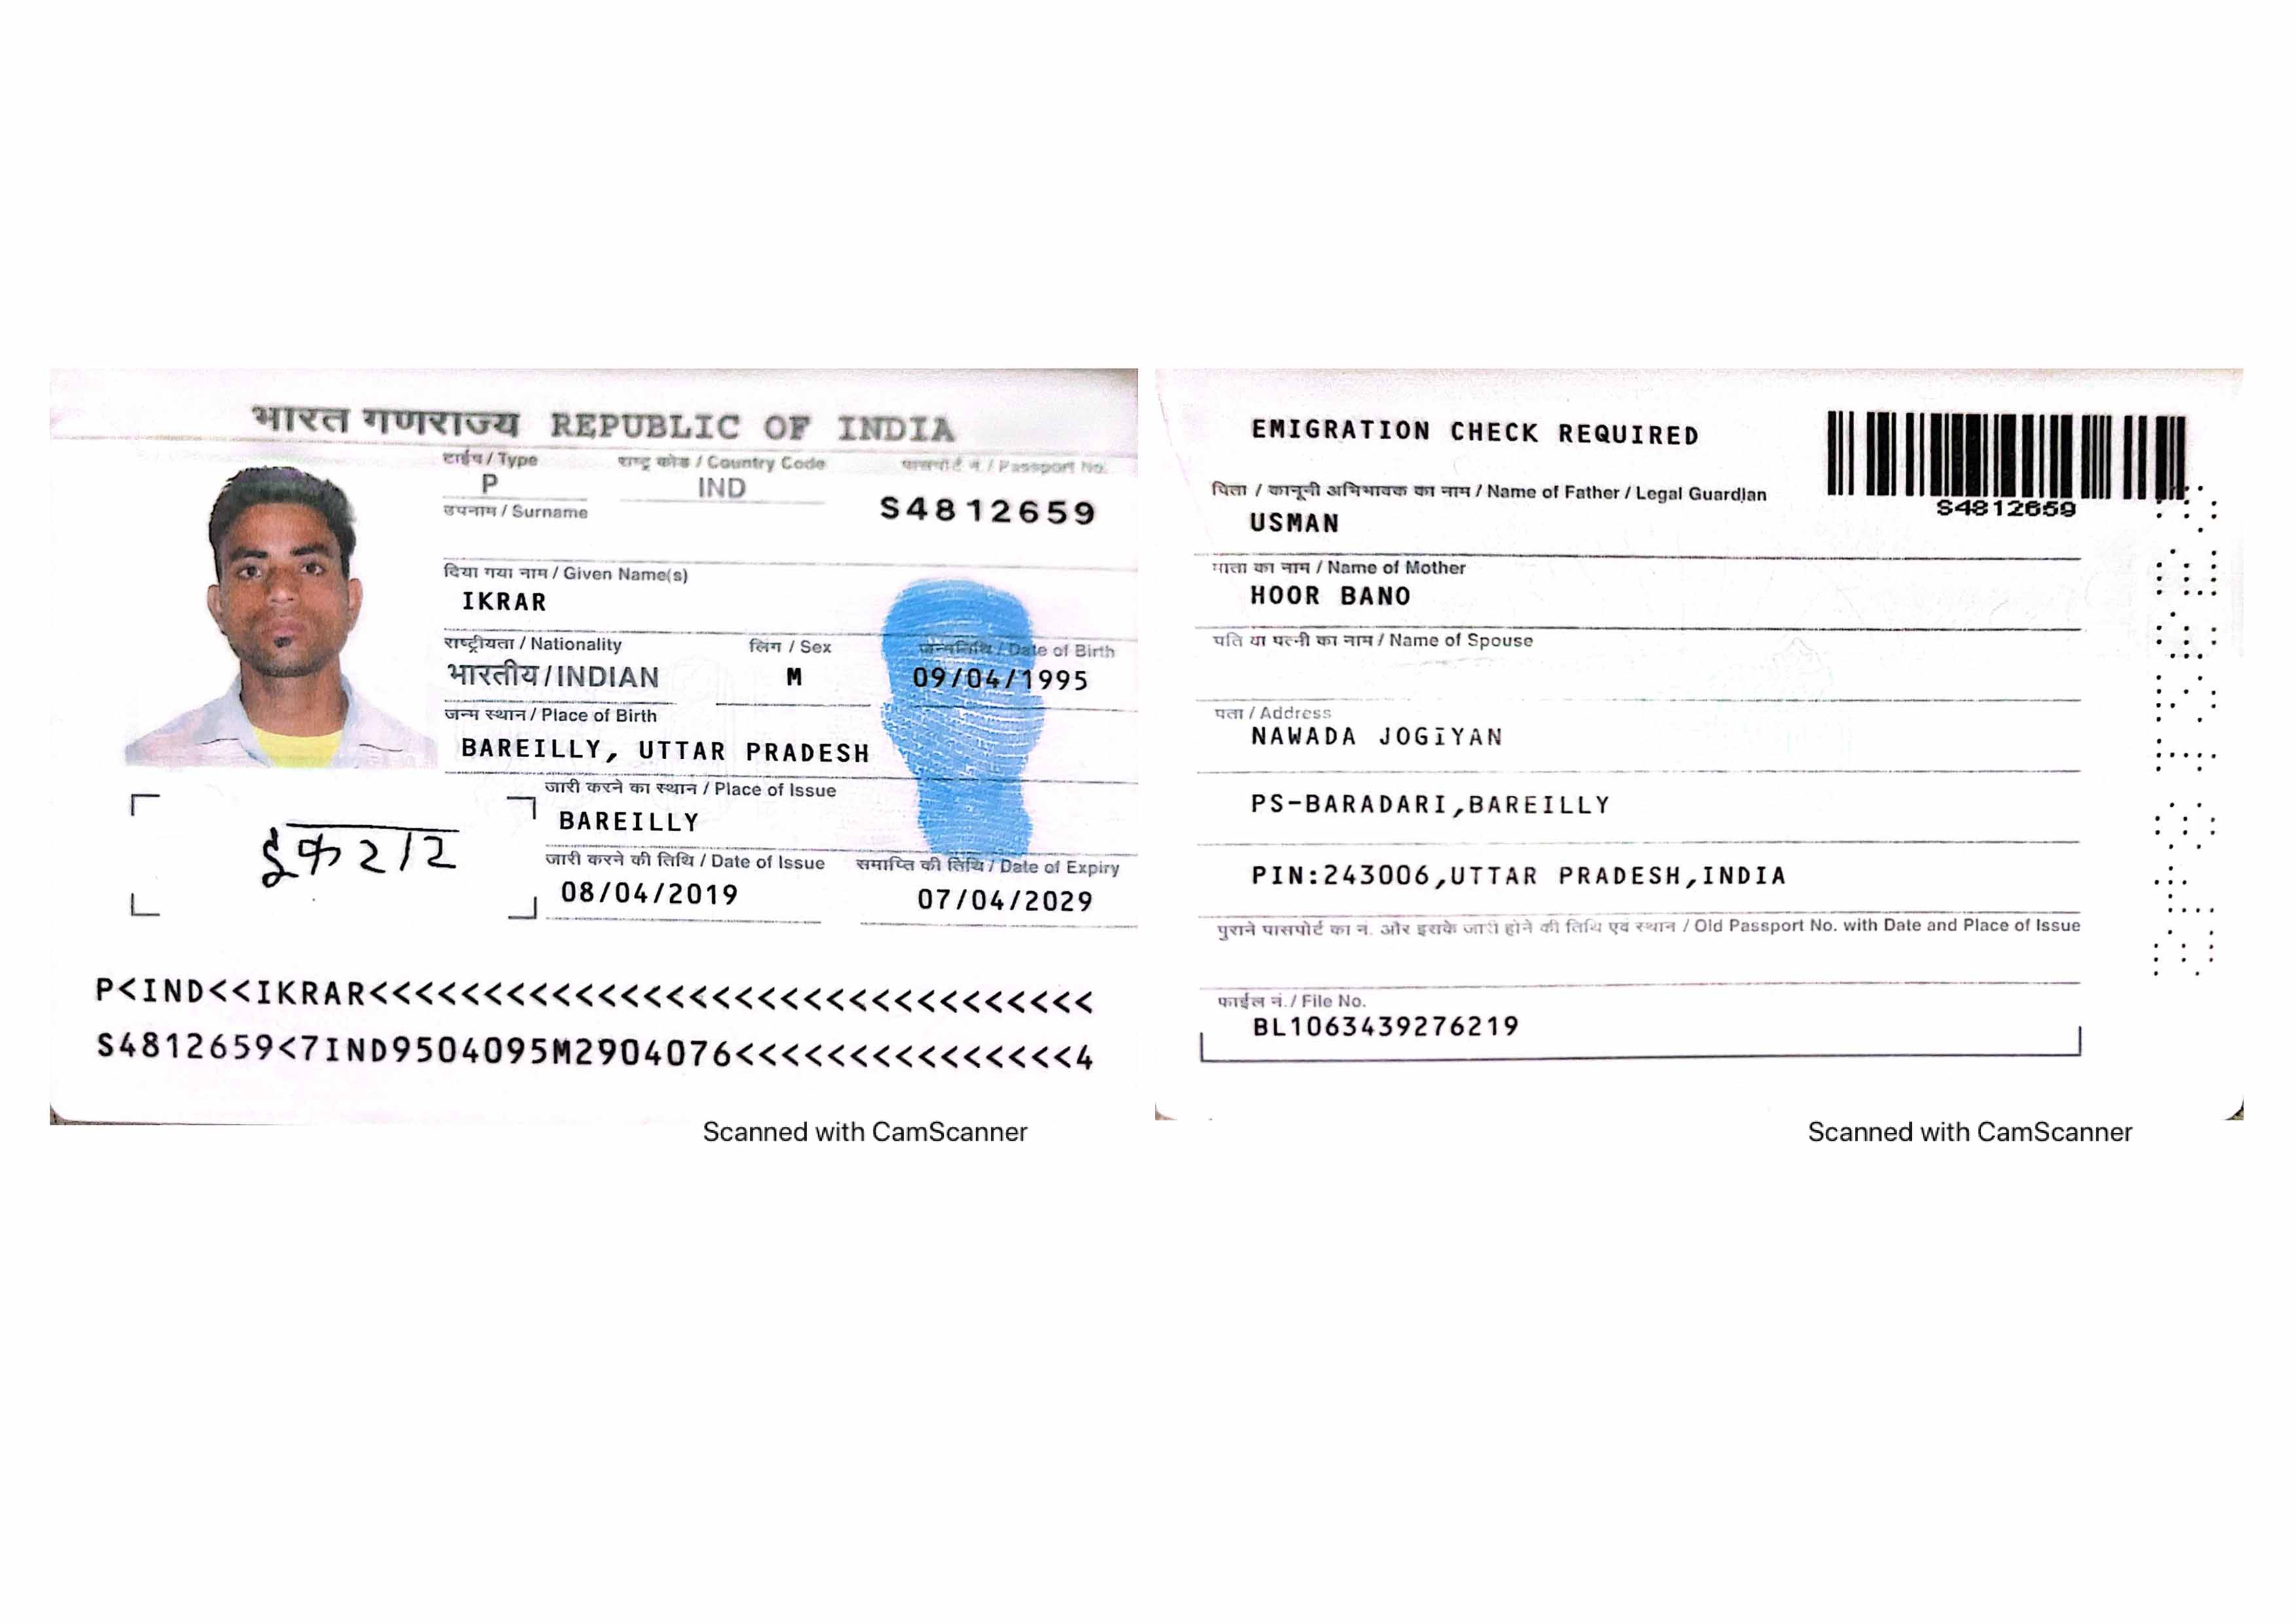 भारत गणराज्य REPUBLIC OF INDIA
टाईप / Type
राष्ट्र कोड / Country Code
पासपोर्ट नं. / Passport No.
P
IND
S4812659
उपनाम / Surname
दिया गया नाम / Given Name(s)
IKRAR
राष्ट्रीयता / Nationality
लिंग / Sex
जन्मतिथि / Date of Birth
भारतीय/INDIAN
M
09/04/1995
जन्म स्थान / Place of Birth
BAREILLY, UTTAR PRADESH
जारी करने का स्थान / Place of Issue
BAREILLY
इकरार
जारी करने की तिथि / Date of Issue
समाप्ति की तिथि / Date of Expiry
08/04/2019
07/04/2029
P<IND<<IKRAR<<<<<<<<<<<<<<<<<<<<<<<<<<<<<<<<
S4812659<7IND9504095M2904076<<<<<<<<<<<<<<<4
Scanned with CamScanner
EMIGRATION CHECK REQUIRED
S4812659
पिता / कानूनी अभिभावक का नाम / Name of Father / Legal Guardian
USMAN
माता का नाम / Name of Mother
HOOR BANO
पति या पत्नी का नाम / Name of Spouse
पता / Address
NAWADA JOGIYAN
PS-BARADARI,BAREILLY
PIN:243006,UTTAR PRADESH,INDIA
पुराने पासपोर्ट का नं. और इसके जारी होने की तिथि एवं स्थान / Old Passport No. with Date and Place of Issue
फाईल नं. / File No.
BL1063439276219
Scanned with CamScanner